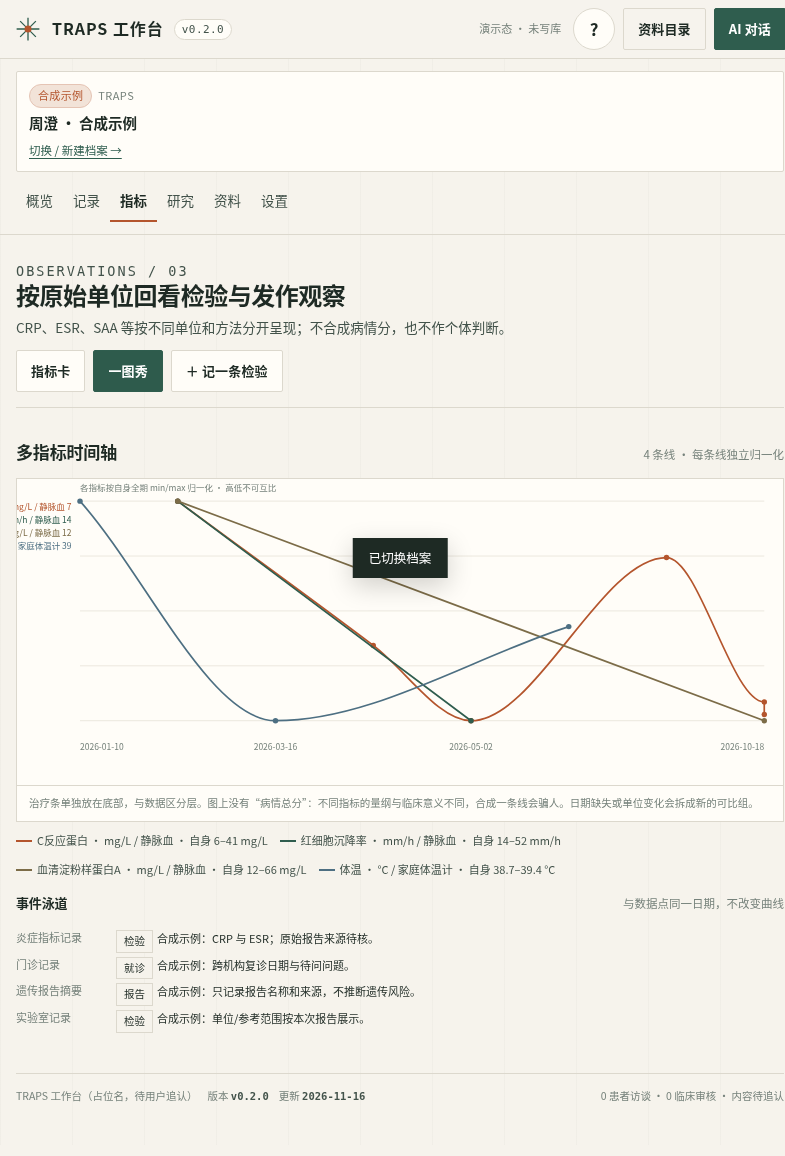 TRAPS 工作台
v0.2.0
演示态 · 未写库
?
资料目录
AI 对话
合成示例
TRAPS
周澄 · 合成示例
切换 / 新建档案 →
概览
记录
指标
研究
资料
设置
OBSERVATIONS / 03
按原始单位回看检验与发作观察
CRP、ESR、SAA 等按不同单位和方法分开呈现；不合成病情分，也不作个体判断。
指标卡
一图秀
＋ 记一条检验
多指标时间轴
4 条线 · 每条线独立归一化
各指标按自身全期 min/max 归一化 · 高低不可互比
g/L / 静脉血 7
/h / 静脉血 14
g/L / 静脉血 12
家庭体温计 39
已切换档案
2026-01-10
2026-03-16
2026-05-02
2026-10-18
治疗条单独放在底部，与数据区分层。图上没有“病情总分”：不同指标的量纲与临床意义不同，合成一条线会骗人。日期缺失或单位变化会拆成新的可比组。
C反应蛋白 · mg/L / 静脉血 · 自身 6–41 mg/L
红细胞沉降率 · mm/h / 静脉血 · 自身 14–52 mm/h
血清淀粉样蛋白A · mg/L / 静脉血 · 自身 12–66 mg/L
体温 · ℃ / 家庭体温计 · 自身 38.7–39.4 ℃
事件泳道
与数据点同一日期，不改变曲线
炎症指标记录
检验
合成示例：CRP 与 ESR；原始报告来源待核。
门诊记录
就诊
合成示例：跨机构复诊日期与待问问题。
遗传报告摘要
报告
合成示例：只记录报告名称和来源，不推断遗传风险。
实验室记录
检验
合成示例：单位/参考范围按本次报告展示。
TRAPS 工作台（占位名，待用户追认）
版本 v0.2.0
更新 2026-11-16
0 患者访谈 · 0 临床审核 · 内容待追认